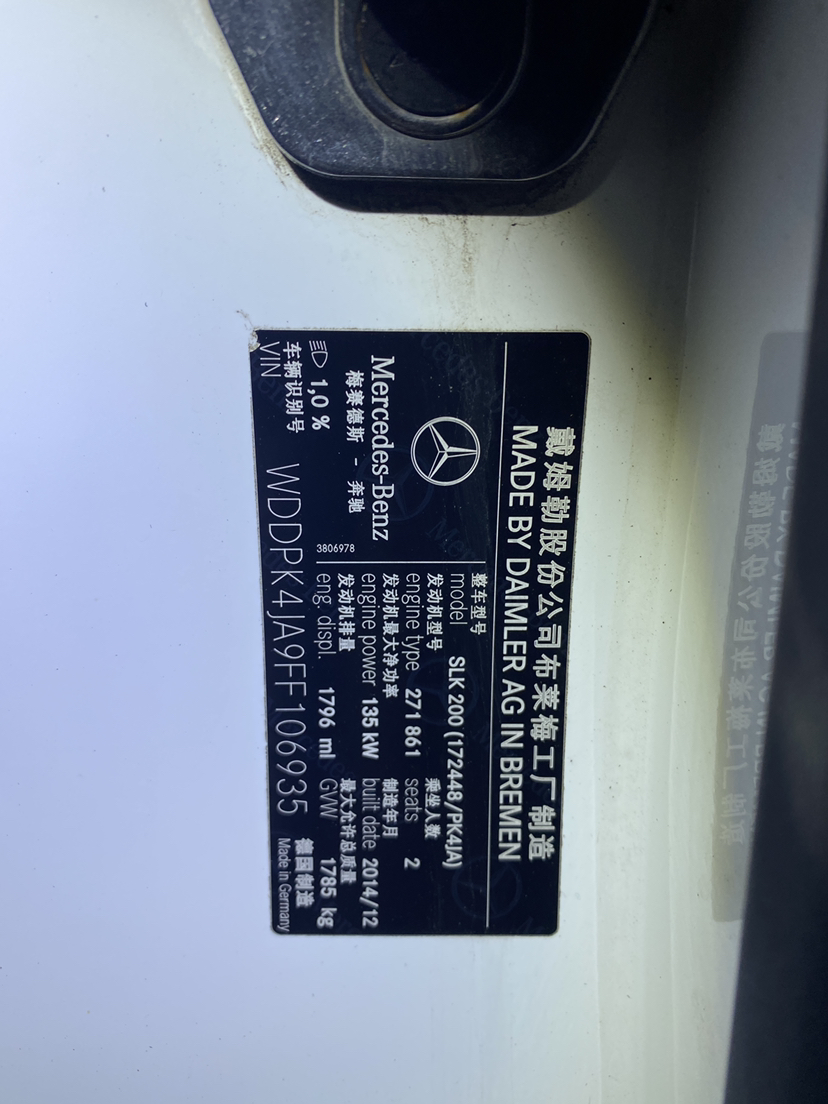 戴姆勒股份公司布莱梅工厂制造
MADE BY DAIMLER AG IN BREMEN
Mercedes-Benz
梅赛德斯 - 奔驰
1,0 %
3806978
整车型号
model SLK 200 (172448/PK4JA)
发动机型号 乘坐人数
engine type 271 861 seats 2
发动机最大净功率 制造年月
engine power 135 kW built date 2014/12
发动机排量 最大允许总质量
eng. displ. 1796 ml GVW 1785 kg
车辆识别号 德国制造
VIN WDDPK4JA9FF106935 Made in Germany